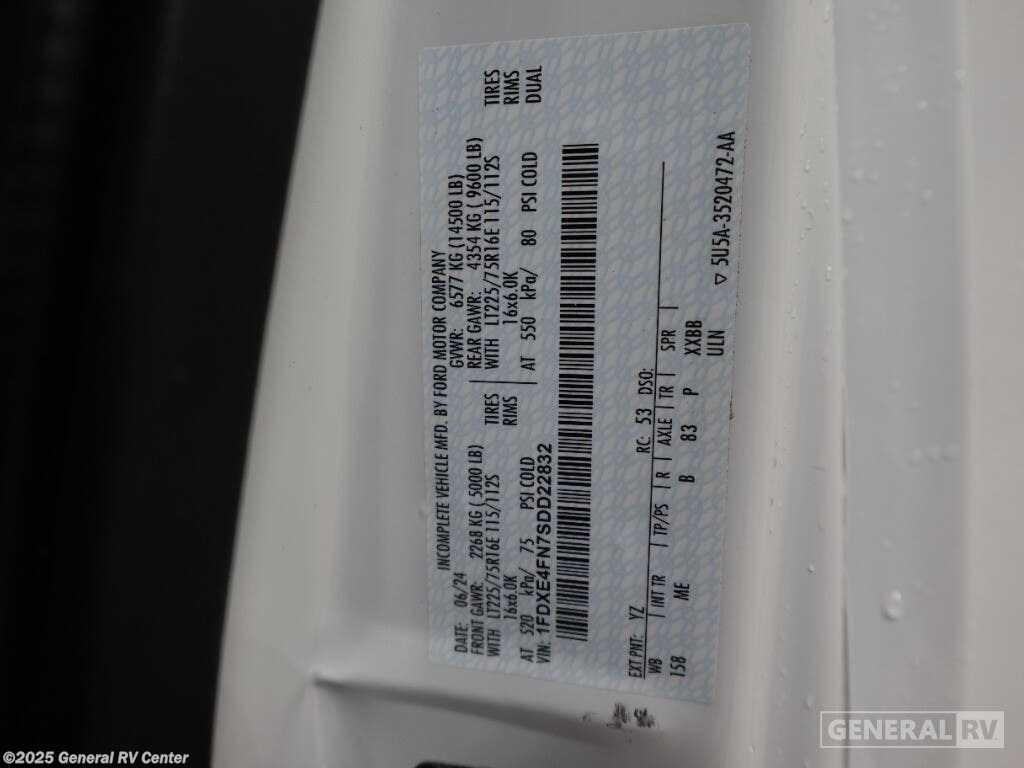 INCOMPLETE VEHICLE MFD. BY FORD MOTOR COMPANY
DATE: 06/24 GVWR: 6577 KG (14500 LB)
FRONT GAWR: 2268 KG (5000 LB) REAR GAWR: 4354 KG (9600 LB)
WITH LT225/75R16E 115/112S TIRES WITH LT225/75R16E 115/112S TIRES
16x6.0K RIMS 16x6.0K RIMS
AT 520 kPa/ 75 PSI COLD AT 550 kPa/ 80 PSI COLD DUAL
VIN: 1FDXE4FN7SDD22832
EXT PNT: YZ RC: 53 DSO:
WB INT TR TP/PS R AXLE TR SPR
158 ME B 83 P XXBB
ULN
▽ 5U5A-3520472-AA
GENERAL RV
©2025 General RV Center